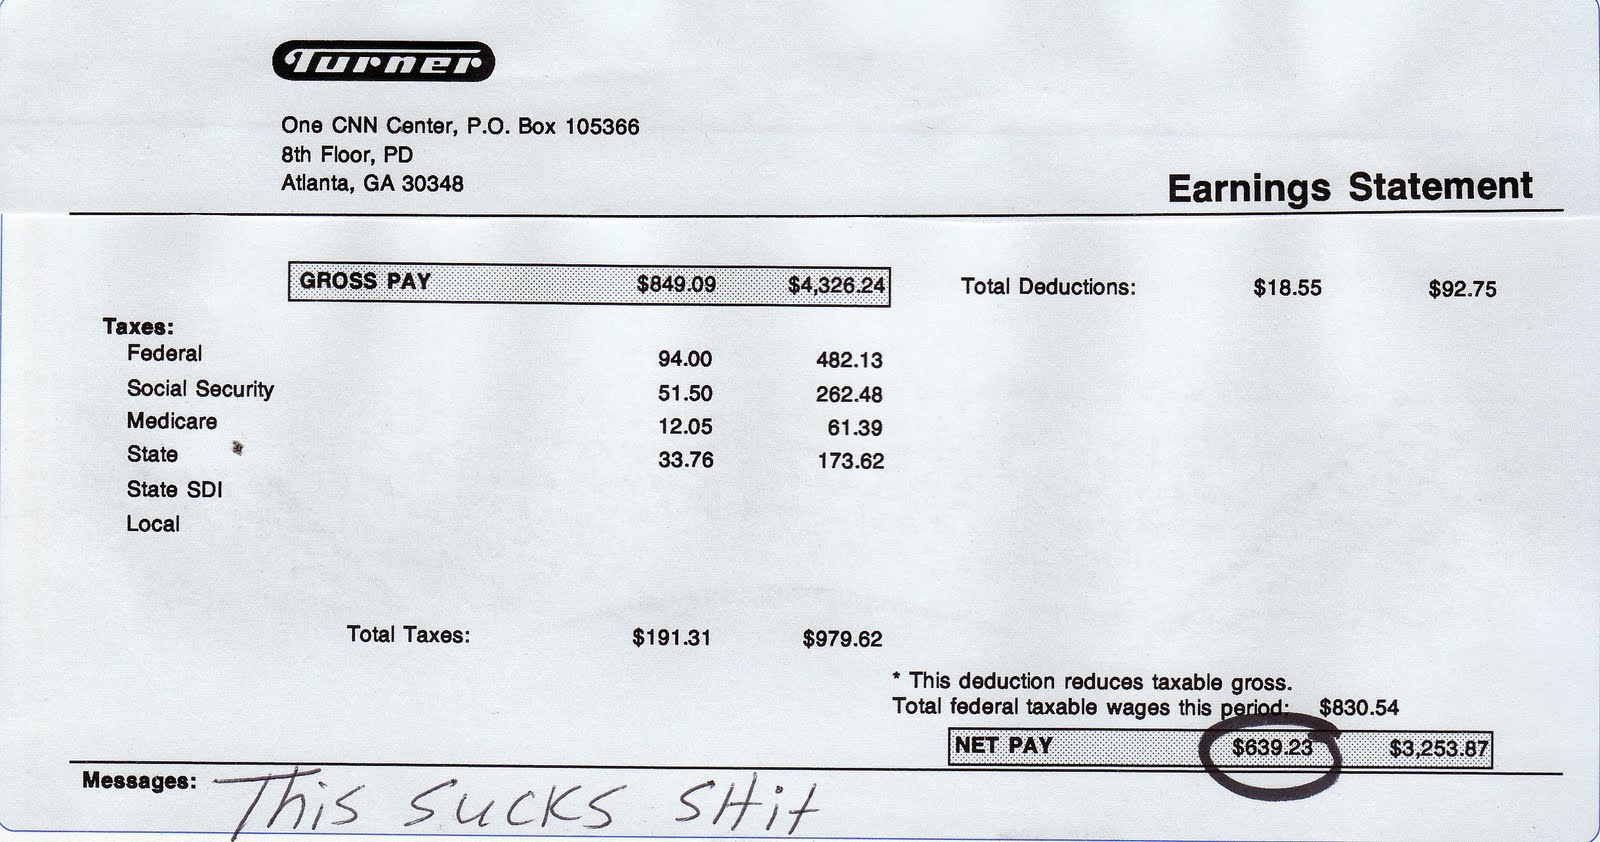 Turner
One CNN Center, P.O. Box 105366
8th Floor, PD
Atlanta, GA 30348
Earnings Statement
GROSS PAY $849.09 $4,326.24 Total Deductions: $18.55 $92.75
Taxes:
Federal 94.00 482.13
Social Security 51.50 262.48
Medicare 12.05 61.39
State 33.76 173.62
State SDI
Local
Total Taxes: $191.31 $979.62
* This deduction reduces taxable gross.
Total federal taxable wages this period: $830.54
NET PAY $639.23 $3,253.87
Messages: This SUCKS SHit